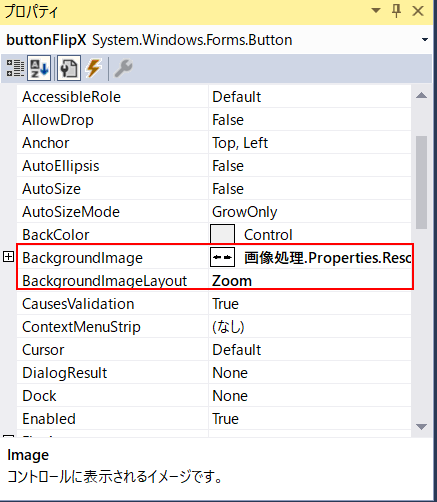 プロパティ
buttonFlipX System.Windows.Forms.Button
AccessibleRole Default
AllowDrop False
Anchor Top, Left
AutoEllipsis False
AutoSize False
AutoSizeMode GrowOnly
BackColor Control
BackgroundImage 画像処理.Properties.Resc
BackgroundImageLayout Zoom
CausesValidation True
ContextMenuStrip (なし)
Cursor Default
DialogResult None
Dock None
Enabled True
Image
コントロールに表示されるイメージです。